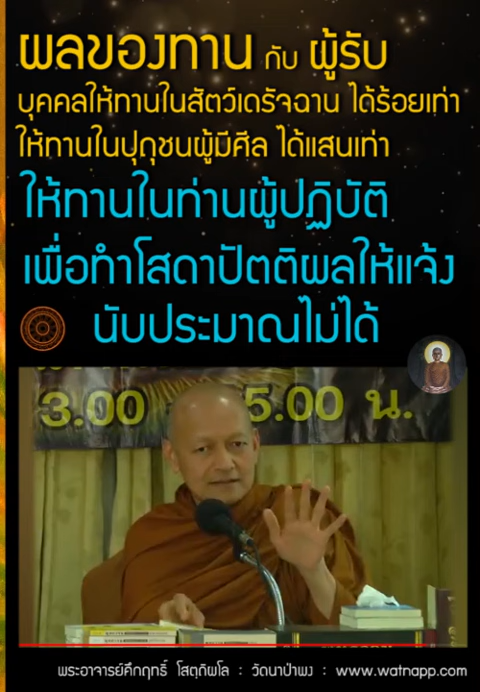 ผลของทาน กับ ผู้รับ
บุคคลให้ทานในสัตว์เดรัจฉาน ได้ร้อยเท่า
ให้ทานในปุถุชนผู้มีศีล ได้แสนเท่า
ให้ทานในท่านผู้ปฏิบัติ
เพื่อทำโสดาปัตติผลให้แจ้ง
นับประมาณไม่ได้
3.00 5.00 น.
พระอาจารย์คึกฤทธิ์ โสตฺถิผโล : วัดนาป่าพง : www.watnapp.com